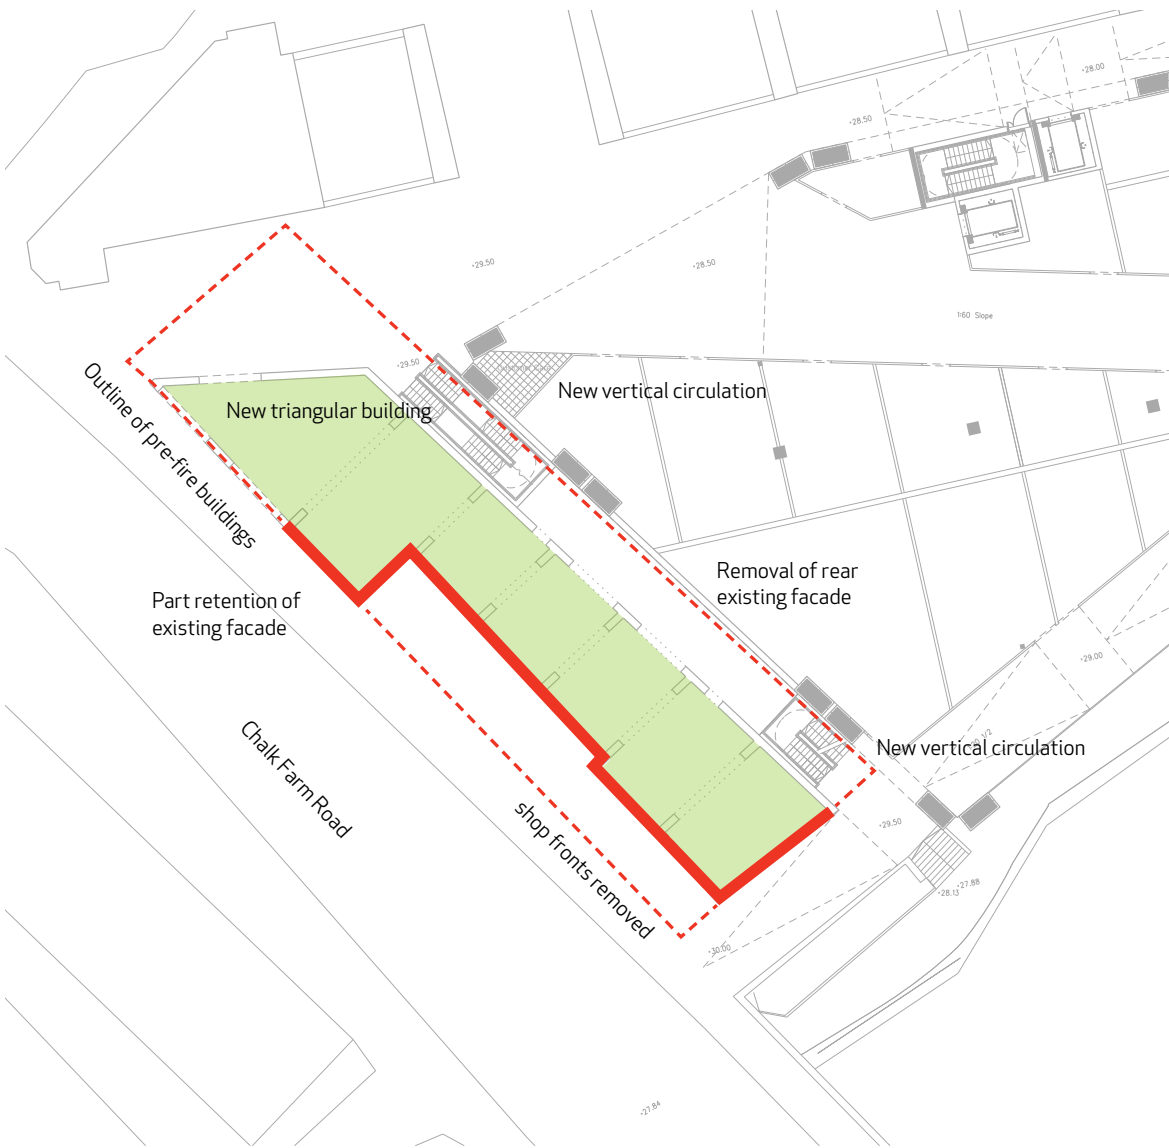 +28.00
+28.50
+29.50
+28.50
1:60 Slope
+29.50
New vertical circulation
New triangular building
Outline of pre-fire buildings
Removal of rear
existing facade
Part retention of
existing facade
+29.00
New vertical circulation
Chalk Farm Road
shop fronts removed
+29.50
+27.88
+28.13
+30.00
+27.84